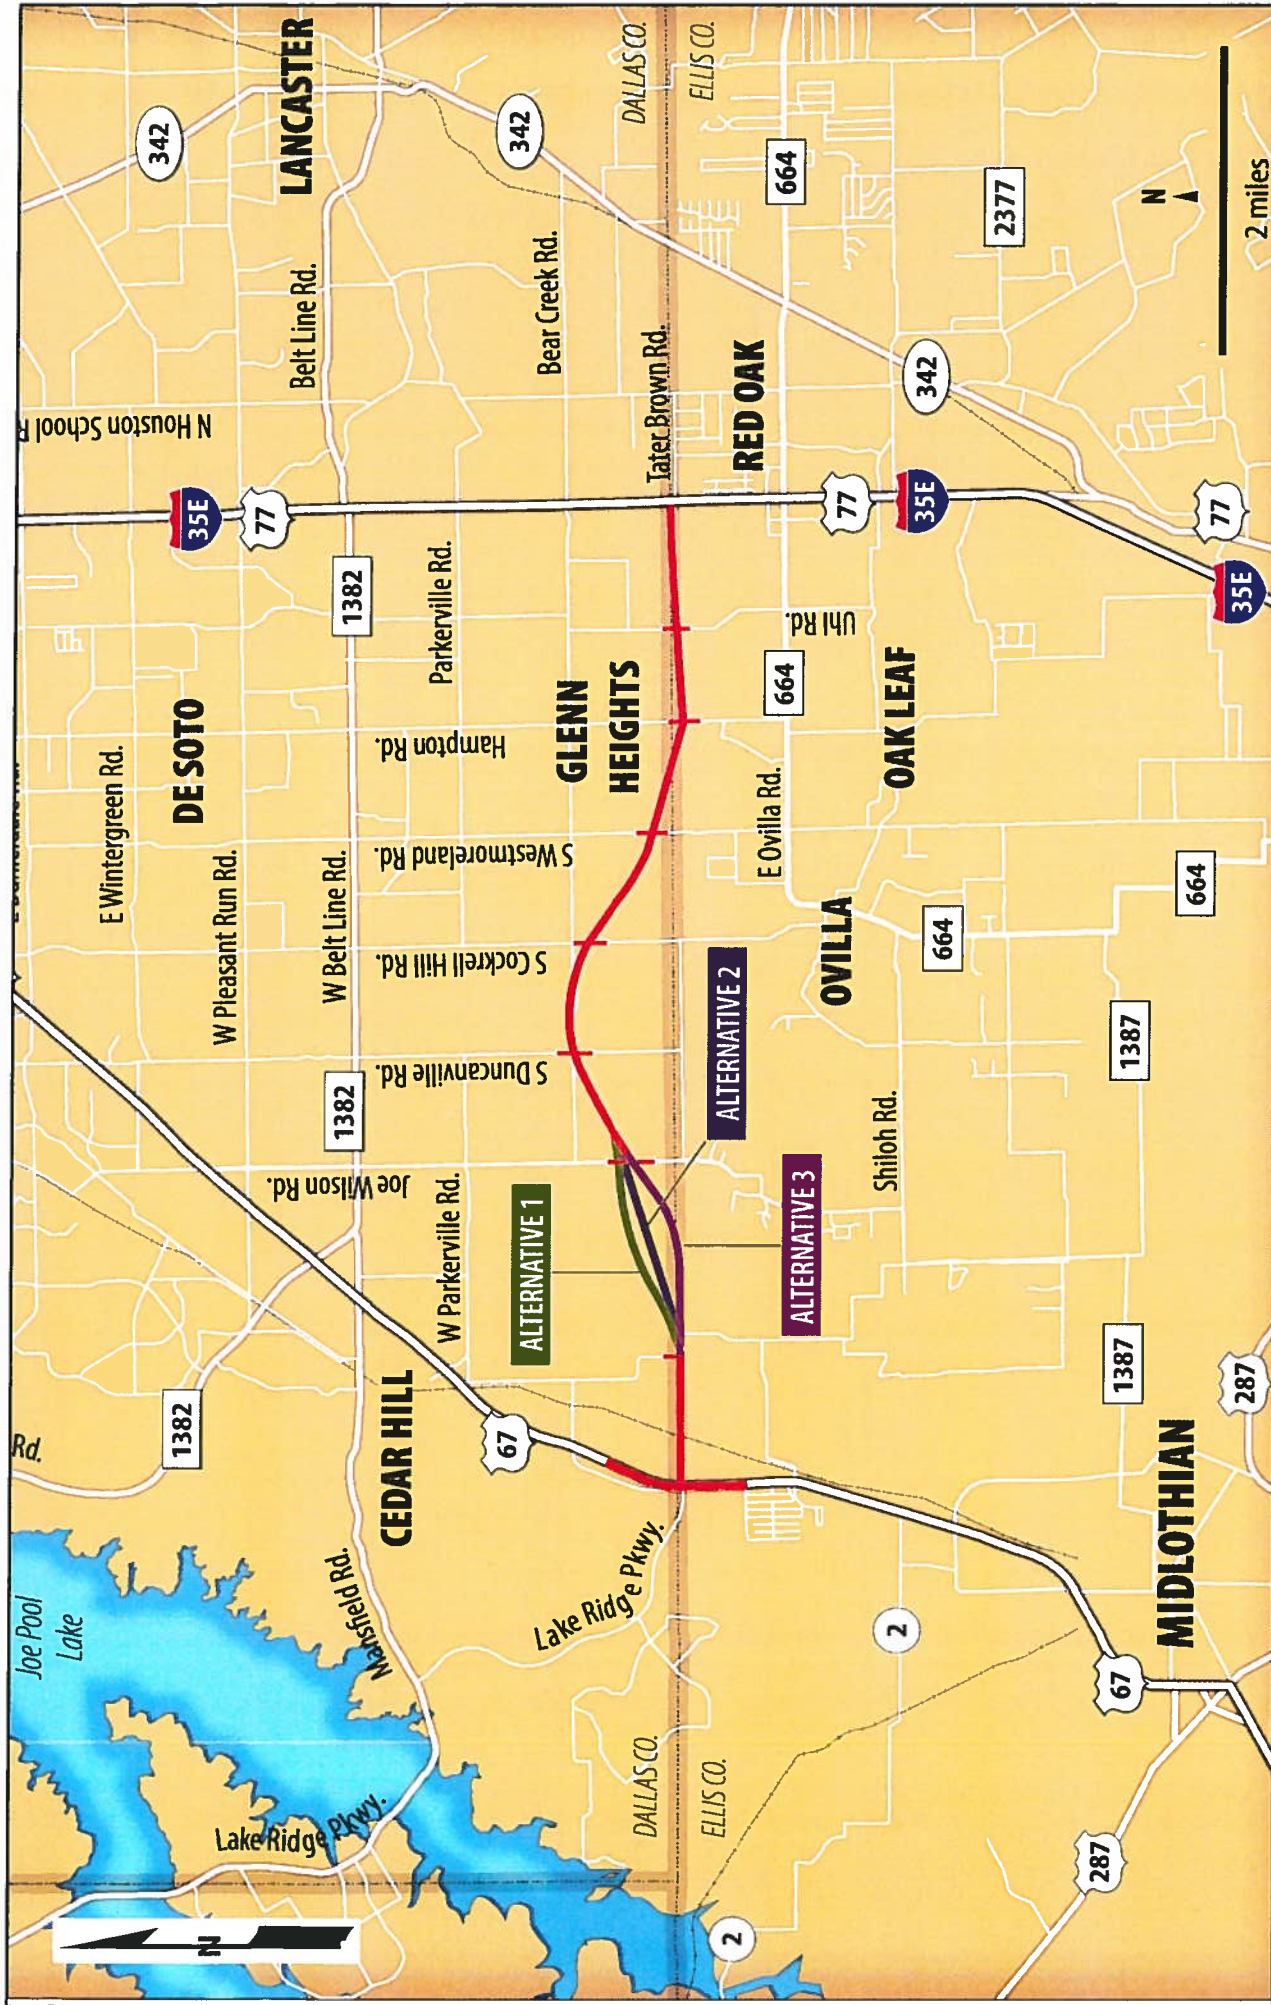 Joe Pool
Lake
Rd.
1382
Mansfield Rd.
Lake Ridge Pkwy.
N
CEDAR HILL
67
Lake Ridge Pkwy.
DALLAS CO.
ELLIS CO.
2
2
287
67
MIDLOTHIAN
287
1387
1387
E Wintergreen Rd.
DE SOTO
W Pleasant Run Rd.
W Belt Line Rd.
1382
Joe Wilson Rd.
W Parkerville Rd.
S Duncanville Rd.
S Cockrell Hill Rd.
S Westmoreland Rd.
Hampton Rd.
Parkerville Rd.
1382
ALTERNATIVE 1
ALTERNATIVE 2
ALTERNATIVE 3
GLENN
HEIGHTS
E Ovilla Rd.
OVILLA
Shiloh Rd.
664
664
664
OAK LEAF
Uhl Rd.
35E
77
N Houston School R
Belt Line Rd.
LANCASTER
342
342
Bear Creek Rd.
Tater Brown Rd.
DALLAS CO.
ELLIS CO.
RED OAK
664
77
35E
342
2377
77
35E
N
2 miles